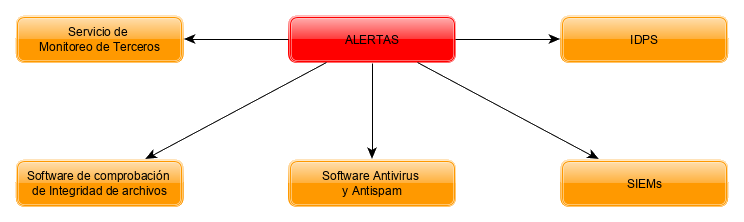 Servicio de
Monitoreo de Terceros
ALERTAS
IDPS
Software de comprobación
de Integridad de archivos
Software Antivirus
y Antispam
SIEMs